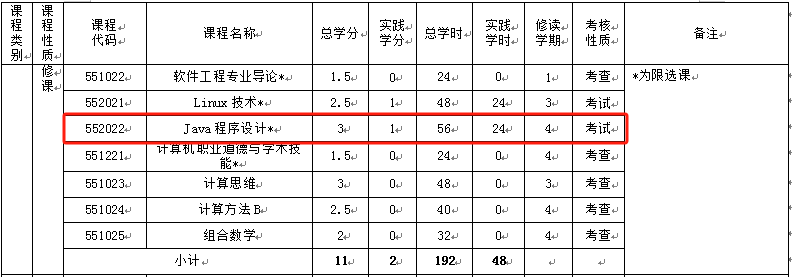 课程类别 课程性质 课程代码 课程名称 总学分 实践学分 总学时 实践学时 修读学期 考核性质 备注
修课
551022 软件工程专业导论* 1.5 0 24 0 1 考查 *为限选课
552021 Linux 技术* 2.5 1 48 24 3 考试
552022 Java 程序设计* 3 1 56 24 4 考试
551221 计算机职业道德与学术技能* 1.5 0 24 0 4 考查
551023 计算思维 3 0 48 0 3 考查
551024 计算方法 B 2.5 0 40 0 4 考查
551025 组合数学 2 0 32 0 4 考查
小计 11 2 192 48